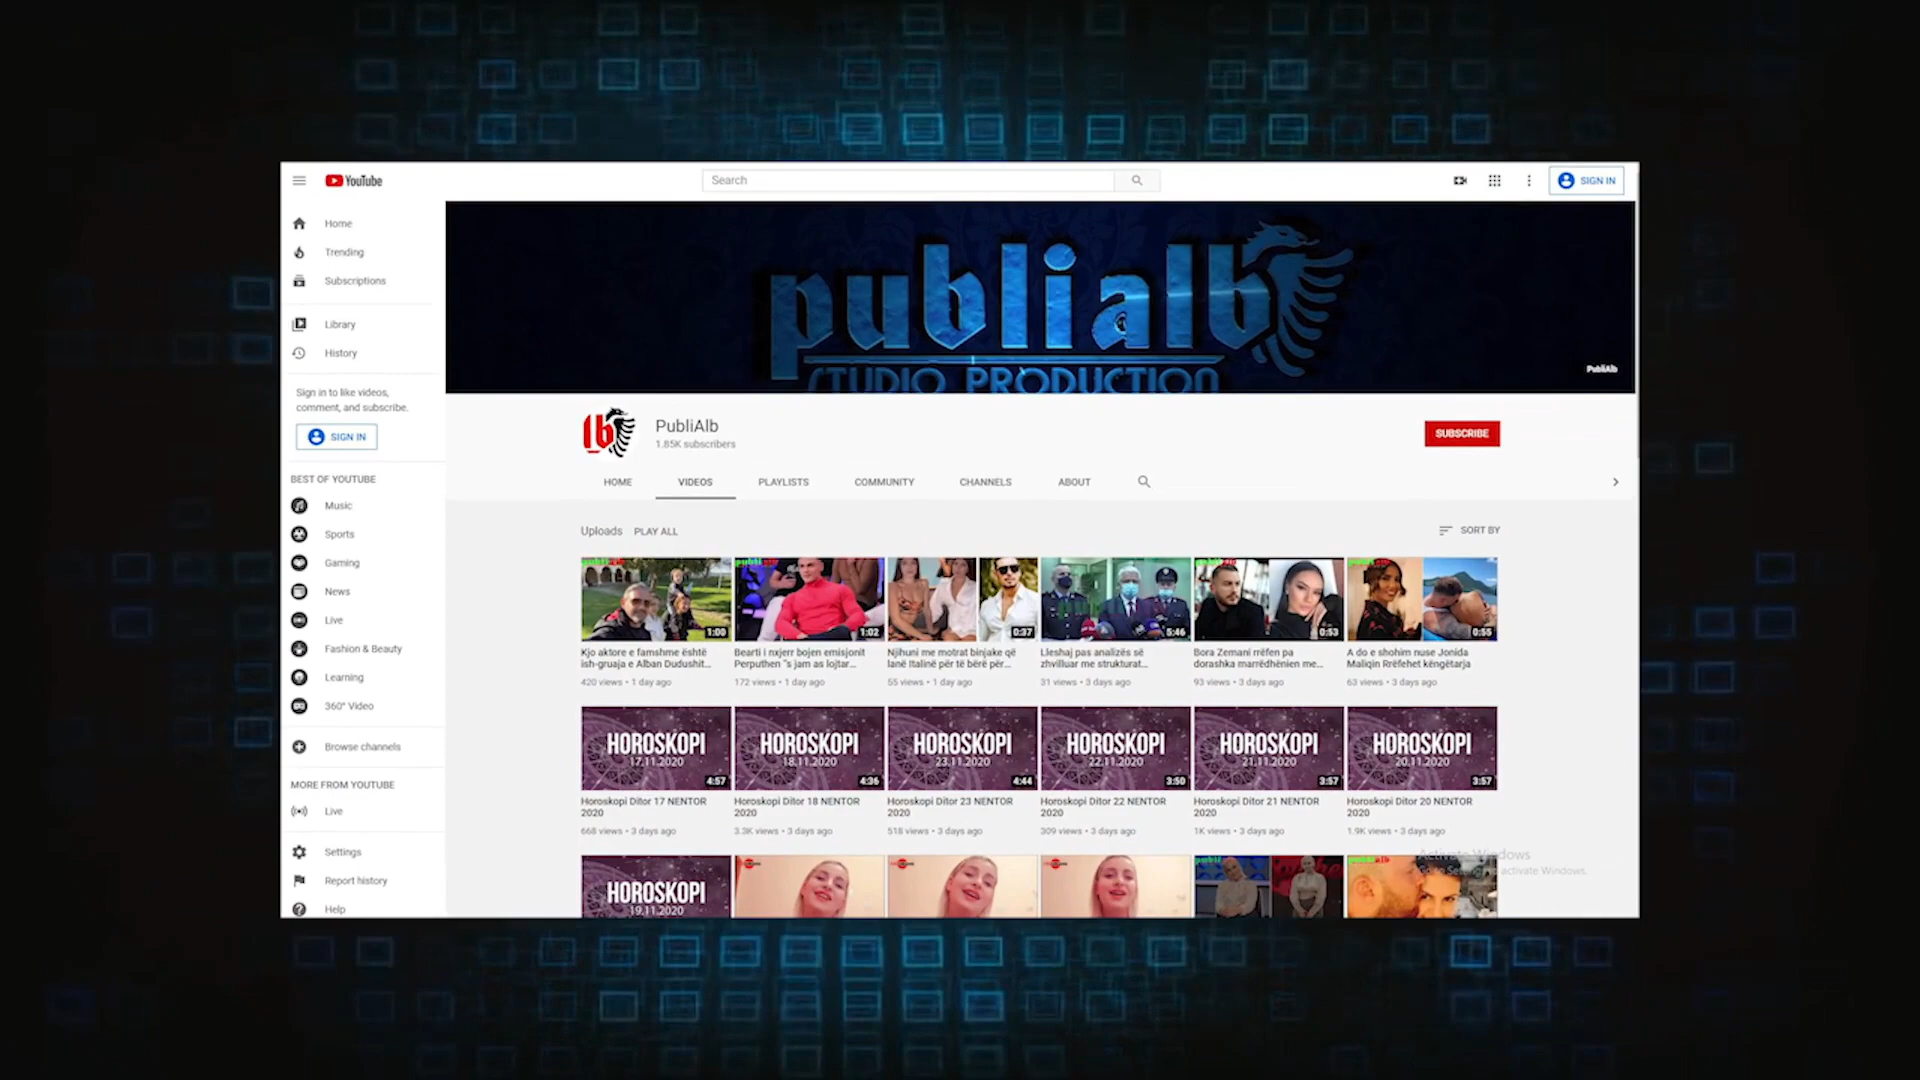 YouTube
Search
SIGN IN
Home
Trending
Subscriptions
Library
History
Sign in to like videos,
comment, and subscribe.
SIGN IN
BEST OF YOUTUBE
Music
Sports
Gaming
News
Live
Fashion & Beauty
Learning
360° Video
Browse channels
MORE FROM YOUTUBE
Live
Settings
Report history
Help
publialb
STUDIO PRODUCTION
PubliAlb
lb
PubliAlb
1.85K subscribers
SUBSCRIBE
HOME VIDEOS PLAYLISTS COMMUNITY CHANNELS ABOUT
Uploads PLAY ALL SORT BY
1:00 1:02 0:37 5:46 0:53 0:55
Kjo aktore e famshme është
ish-gruaja e Alban Dudushit...
420 views • 1 day ago
Bearti i nxjerr bojen emisjonit
Perputhen "s jam as lojtar...
172 views • 1 day ago
Njihuni me motrat binjake që
lanë Italinë për të bërë për...
55 views • 1 day ago
Lleshaj pas analizës së
zhvilluar me strukturat...
31 views • 3 days ago
Bora Zemani rrëfen pa
dorashka marrëdhënien me...
93 views • 3 days ago
A do e shohim nuse Jonida
Maliqin Rrëfehet këngëtarja
63 views • 3 days ago
HOROSKOPI
17.11.2020
4:57
Horoskopi Ditor 17 NENTOR
2020
668 views • 3 days ago
HOROSKOPI
18.11.2020
4:36
Horoskopi Ditor 18 NENTOR
2020
3.3K views • 3 days ago
HOROSKOPI
23.11.2020
4:44
Horoskopi Ditor 23 NENTOR
2020
518 views • 3 days ago
HOROSKOPI
22.11.2020
3:50
Horoskopi Ditor 22 NENTOR
2020
309 views • 3 days ago
HOROSKOPI
21.11.2020
3:57
Horoskopi Ditor 21 NENTOR
2020
1K views • 3 days ago
HOROSKOPI
20.11.2020
3:57
Horoskopi Ditor 20 NENTOR
2020
1.9K views • 3 days ago
HOROSKOPI
19.11.2020
Activate Windows
Go to Settings to activate Windows.